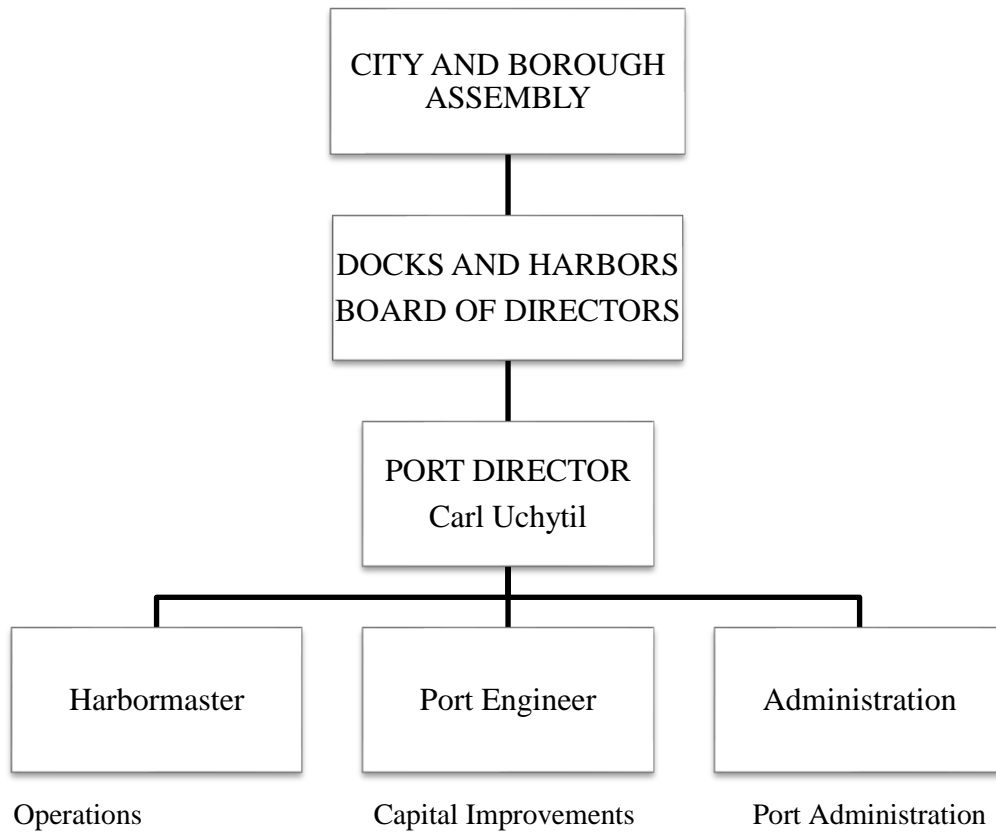 CITY AND BOROUGH
ASSEMBLY
DOCKS AND HARBORS
BOARD OF DIRECTORS
PORT DIRECTOR
Carl Uchytil
Harbormaster
Port Engineer
Administration
Operations
Capital Improvements
Port Administration